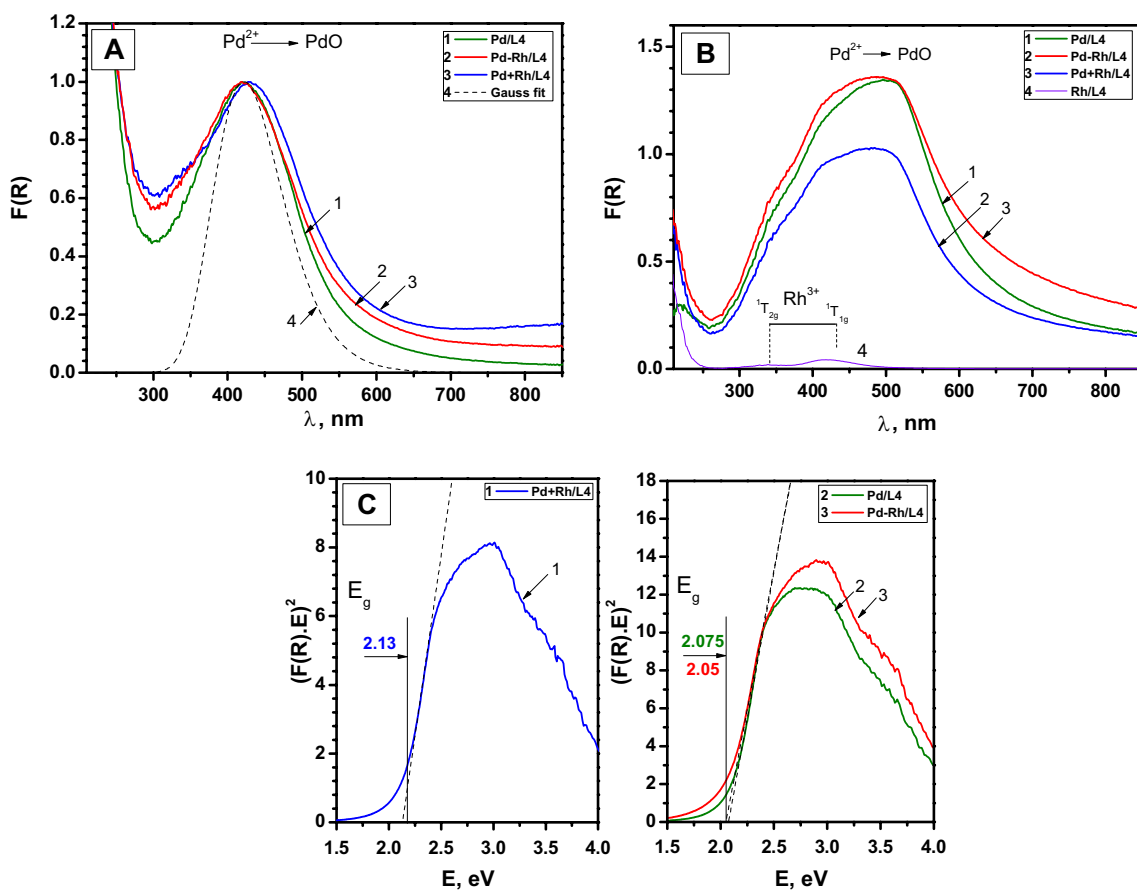 A
Pd2+ → PdO
1 Pd/L4
2 Pd-Rh/L4
3 Pd+Rh/L4
4 Gauss fit
F(R)
1.2
1.0
0.8
0.6
0.4
0.2
0.0
1
2
3
4
300 400 500 600 700 800
λ, nm
B
Pd2+ → PdO
1 Pd/L4
2 Pd-Rh/L4
3 Pd+Rh/L4
4 Rh/L4
F(R)
1.5
1.0
0.5
0.0
1
2
3
Rh3+
1T2g
1T1g
4
300 400 500 600 700 800
λ, nm
C
1 Pd+Rh/L4
(F(R).E)2
10
8
6
4
2
0
1
Eg
2.13
1.5 2.0 2.5 3.0 3.5 4.0
E, eV
2 Pd/L4
3 Pd-Rh/L4
(F(R).E)2
18
16
14
12
10
8
6
4
2
0
2
3
Eg
2.075
2.05
1.5 2.0 2.5 3.0 3.5 4.0
E, eV